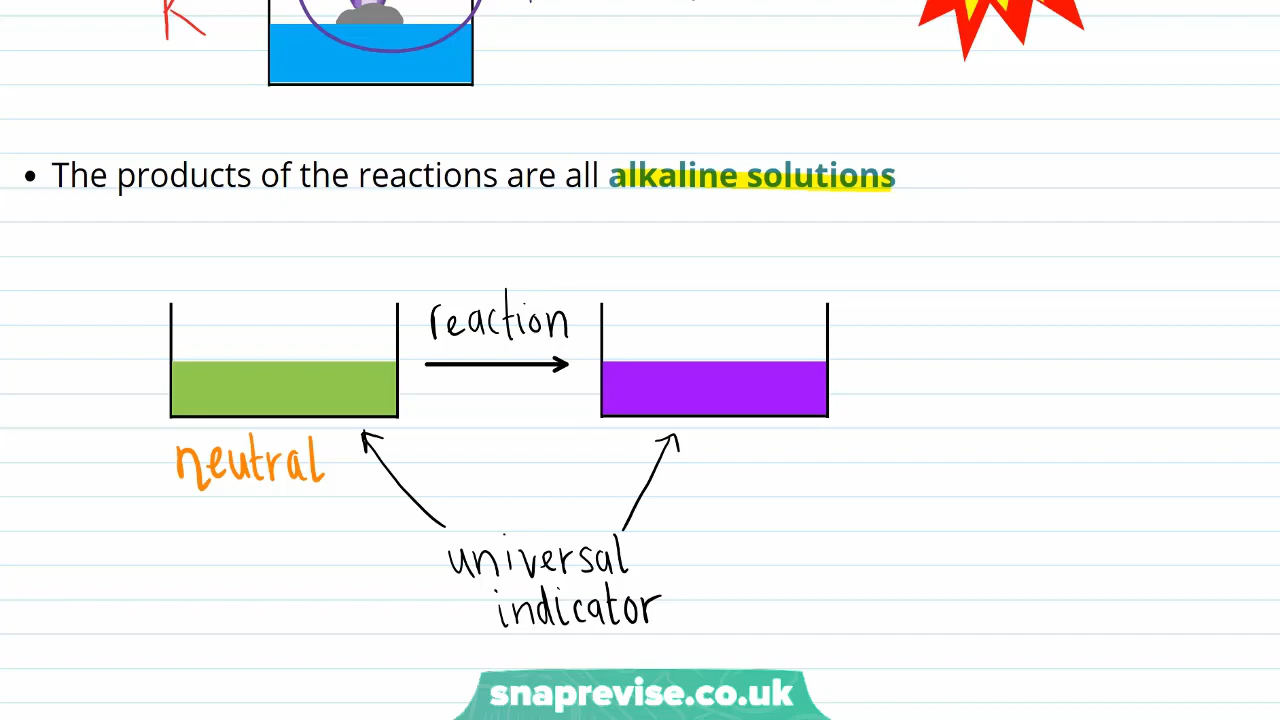 K
• The products of the reactions are all alkaline solutions
reaction
neutral
universal
indicator
snaprevise.co.uk